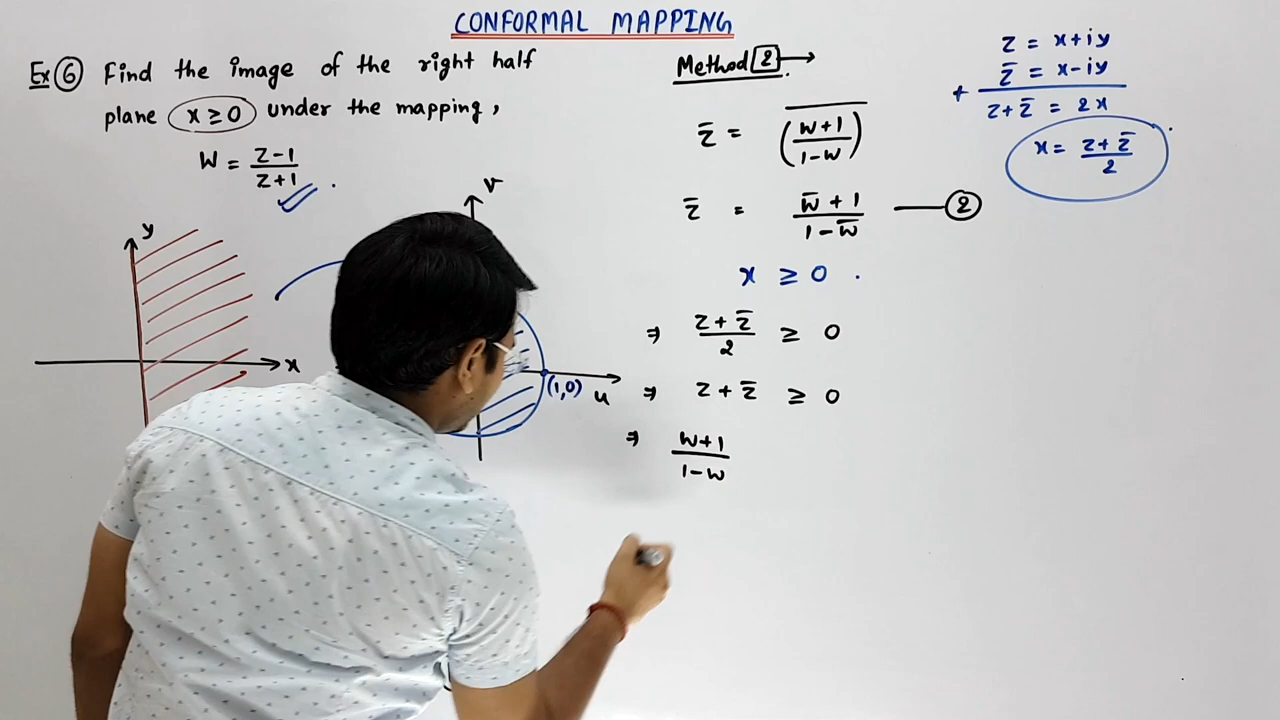 CONFORMAL MAPPING
Ex 6 Find the image of the right half
plane x ≥ 0 under the mapping,
W = z-1 / z+1
y
x
v
(1,0)
u
Method 2 →
z̅ = \overline{(w+1 / 1-w)}
z̅ = w̅+1 / 1-w̅ —— 2
x ≥ 0 .
⇒ z+z̅ / 2 ≥ 0
⇒ z+z̅ ≥ 0
⇒ w+1 / 1-w
z = x+iy
z̅ = x-iy
+
z+z̅ = 2x
x = z+z̅ / 2